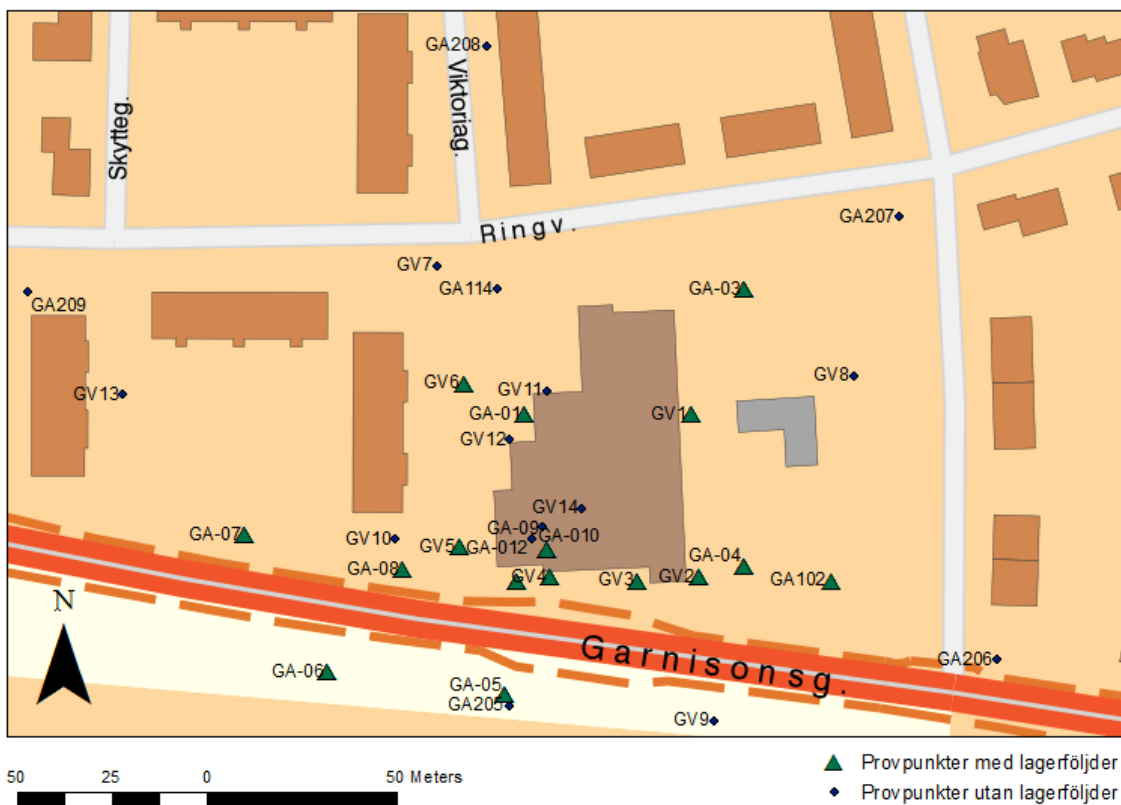 GA208
Viktoriag.
Skytteg.
GA207
Ringv.
GV7
GA114
GA-03
GA209
GV8
GV6
GV11
GV13
GA-01
GV1
GV12
GV14
GA-09
GA-07
GV10
GV5
GA-012
GA-010
GA-04
GA-08
GV4
GV3
GV2
GA102
N
Garnisonsg.
GA206
GA-06
GA-05
GA205
GV9
50 25 0 50 Meters
Provpunkter med lagerföljder
Provpunkter utan lagerföljder